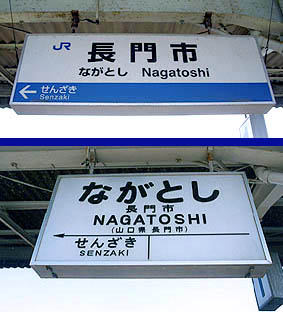 JR 長門市
ながとし Nagatoshi
← せんざき
Senzaki
ながとし
長門市
NAGATOSHI
(山口県 長門市)
せんざき
SENZAKI